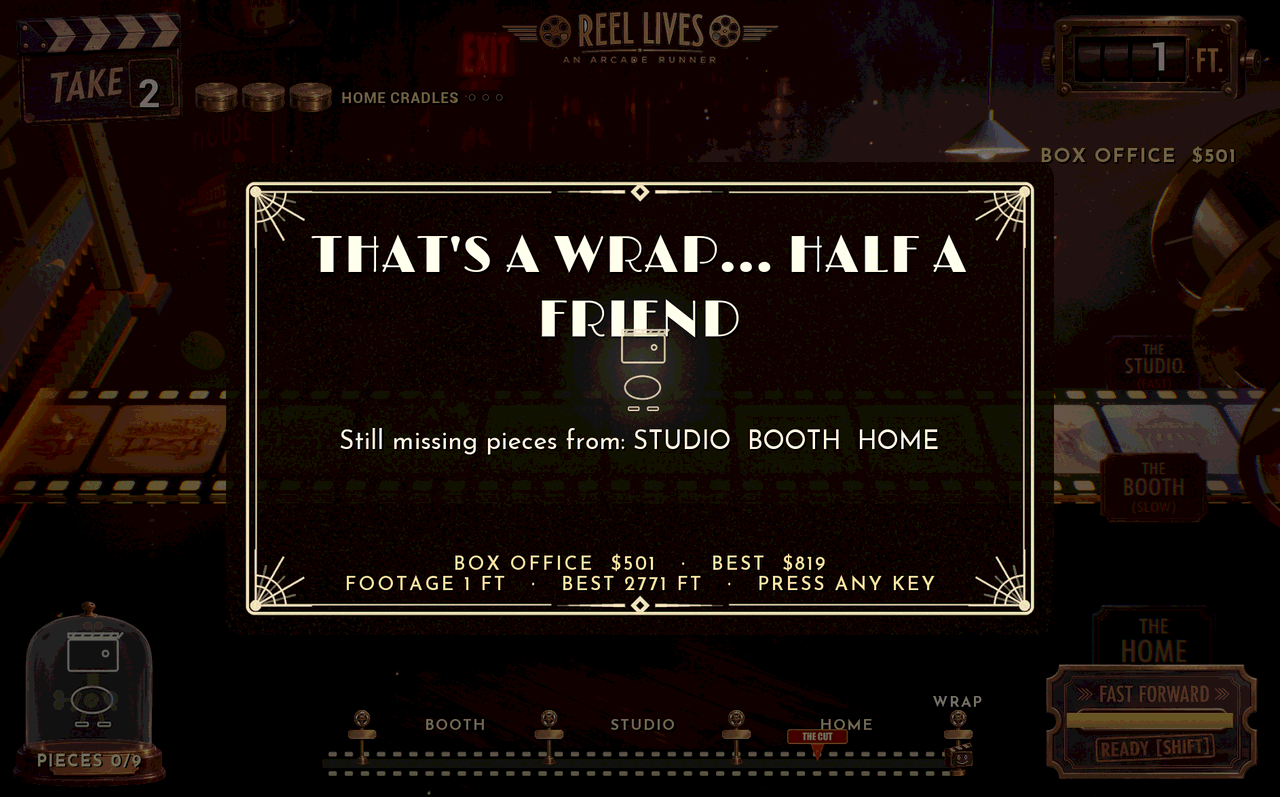 TAKE 2
EXIT
REEL LIVES
AN ARCADE RUNNER
1 FT.
HOME CRADLES
BOX OFFICE $501
THAT'S A WRAP... HALF A
FRIEND
THE
STUDIO
(FAST)
Still missing pieces from: STUDIO BOOTH HOME
THE
BOOTH
(SLOW)
BOX OFFICE $501 · BEST $819
FOOTAGE 1 FT · BEST 2771 FT · PRESS ANY KEY
THE
HOME
PIECES 0/9
BOOTH
STUDIO
HOME
WRAP
THE CUT
FAST FORWARD
READY [SHIFT]